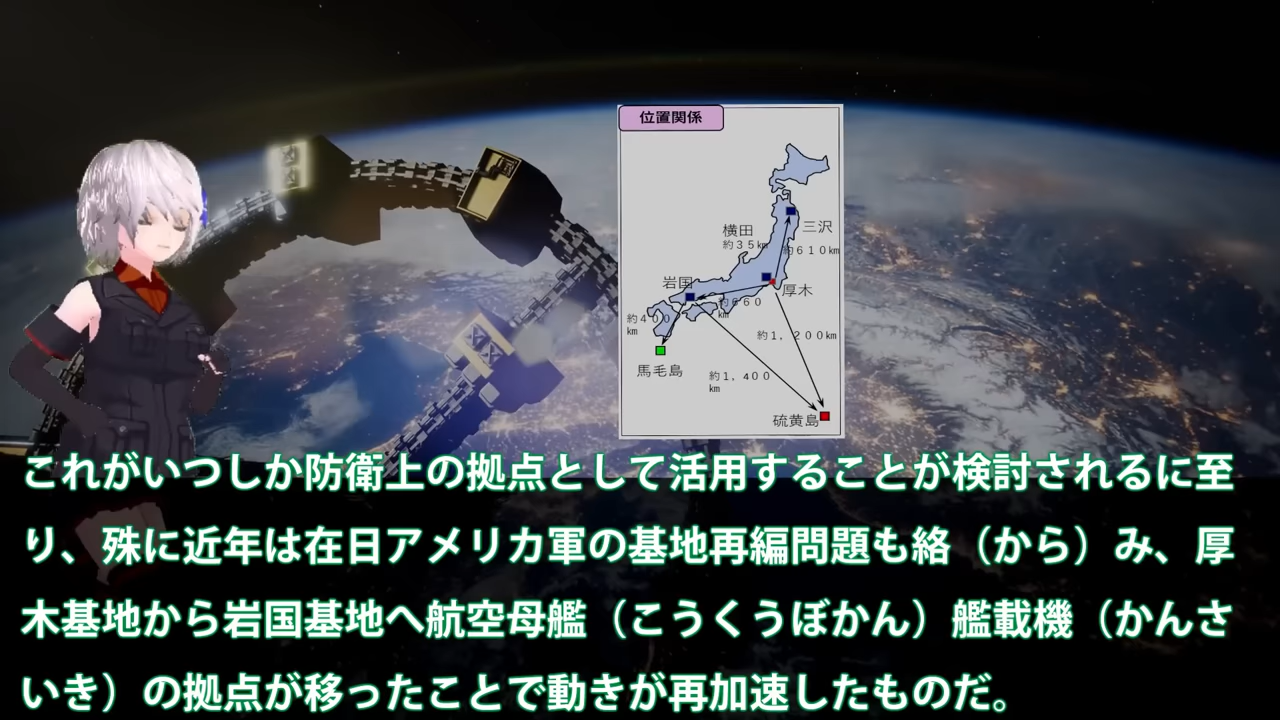 位置関係
横田
約３５km
三沢
約６１０km
岩国
厚木
約６６０
km
約４００
km
約１，２００km
馬毛島
約１，４００
km
硫黄島
これがいつしか防衛上の拠点として活用することが検討されるに至
り、殊に近年は在日アメリカ軍の基地再編問題も絡（から）み、厚
木基地から岩国基地へ航空母艦（こうくうぼかん）艦載機（かんさ
いき）の拠点が移ったことで動きが再加速したものだ。